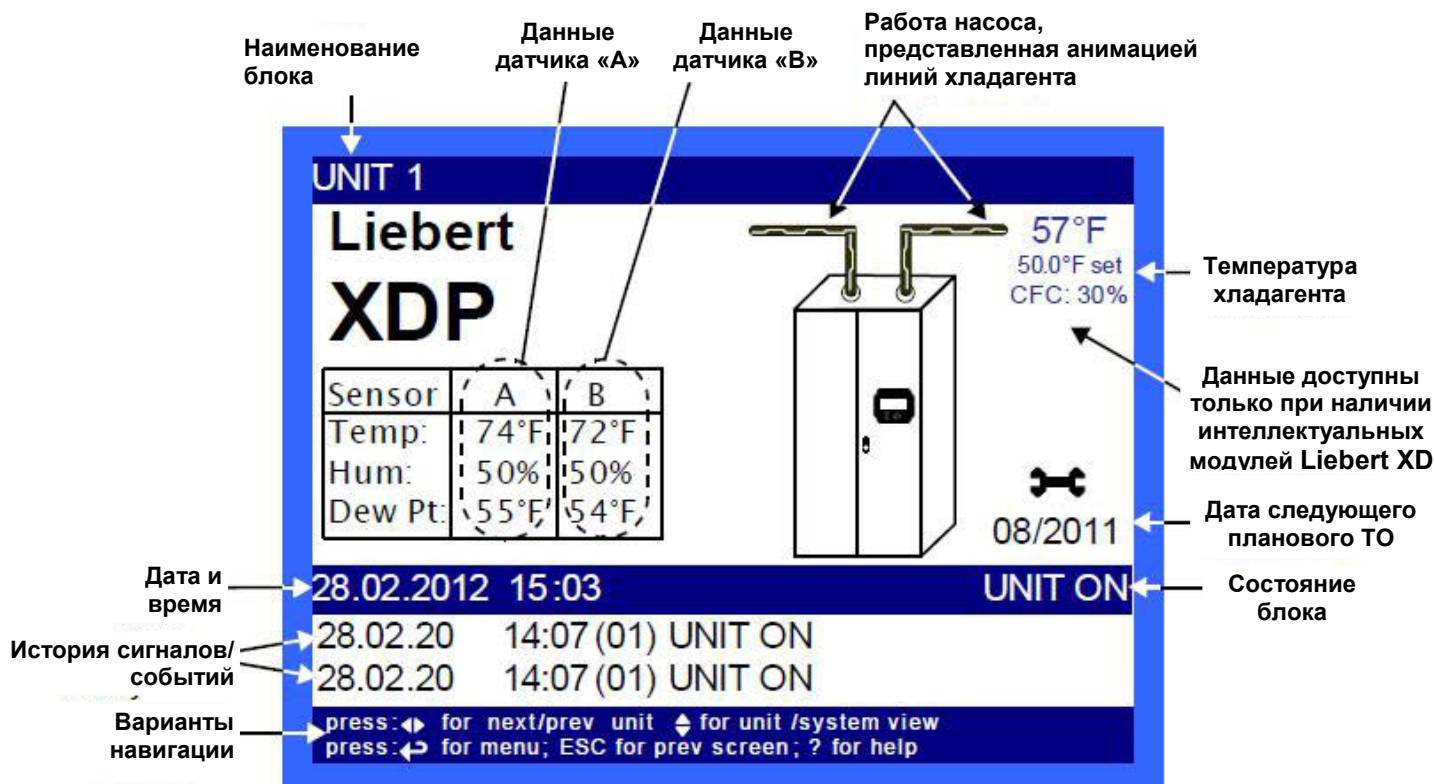 Наименование
блока
Данные
датчика «А»
Данные
датчика «В»
Работа насоса,
представленная анимацией
линий хладагента
UNIT 1
Liebert
XDP
57°F
50.0°F set
CFC: 30%
Температура
хладагента
Данные доступны
только при наличии
интеллектуальных
модулей Liebert XD
Sensor A B
Temp: 74°F 72°F
Hum: 50% 50%
Dew Pt: 55°F 54°F
08/2011
Дата следующего
планового ТО
Дата и
время
28.02.2012 15:03 UNIT ON
Состояние
блока
История сигналов/
событий
28.02.20 14:07 (01) UNIT ON
28.02.20 14:07 (01) UNIT ON
Варианты
навигации
press: for next/prev unit for unit /system view
press: for menu; ESC for prev screen; ? for help